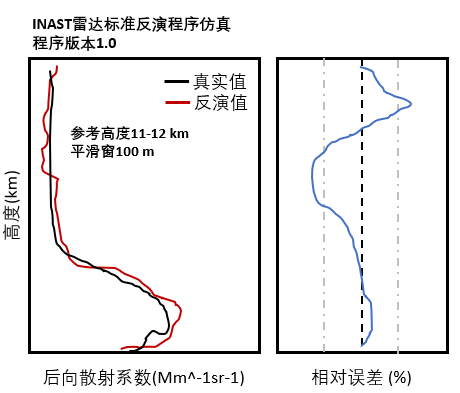 INAST雷达标准反演程序仿真
程序版本1.0
真实值
反演值
参考高度11-12 km
平滑窗100 m
高度(km)
后向散射系数(Mm^-1sr-1)
相对误差 (%)